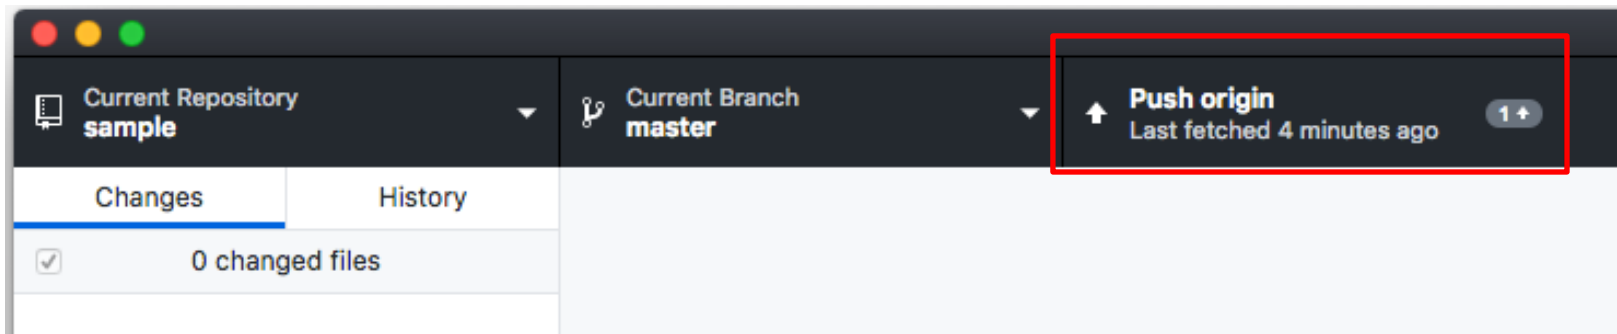 Current Repository
sample
Current Branch
master
Push origin
Last fetched 4 minutes ago
1
Changes
History
0 changed files